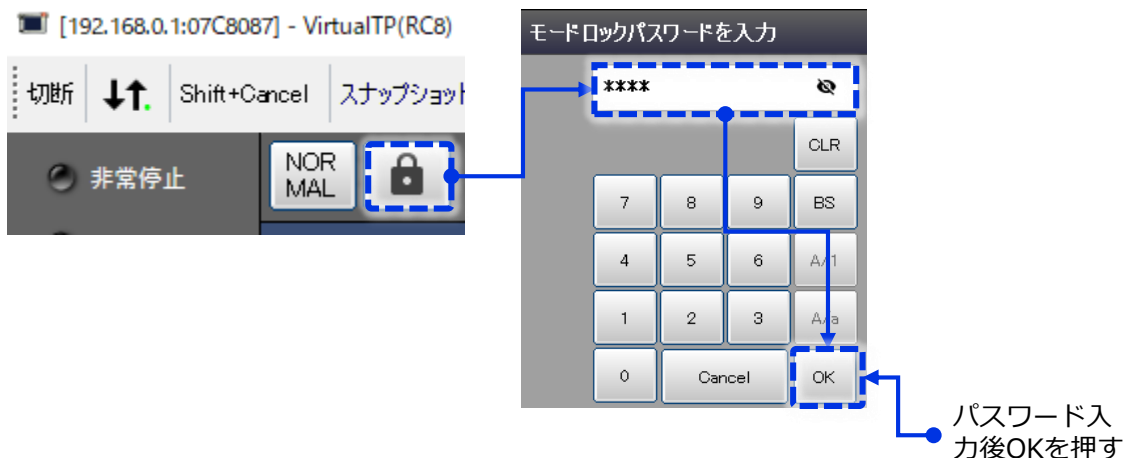 [192.168.0.1:07C8087] - VirtualTP(RC8)
切断 Shift+Cancel スナップショット
非常停止
NOR
MAL
モードロックパスワードを入力
****
CLR
7 8 9 BS
4 5 6 A/1
1 2 3 A/a
0 Cancel OK
パスワード入
力後OKを押す